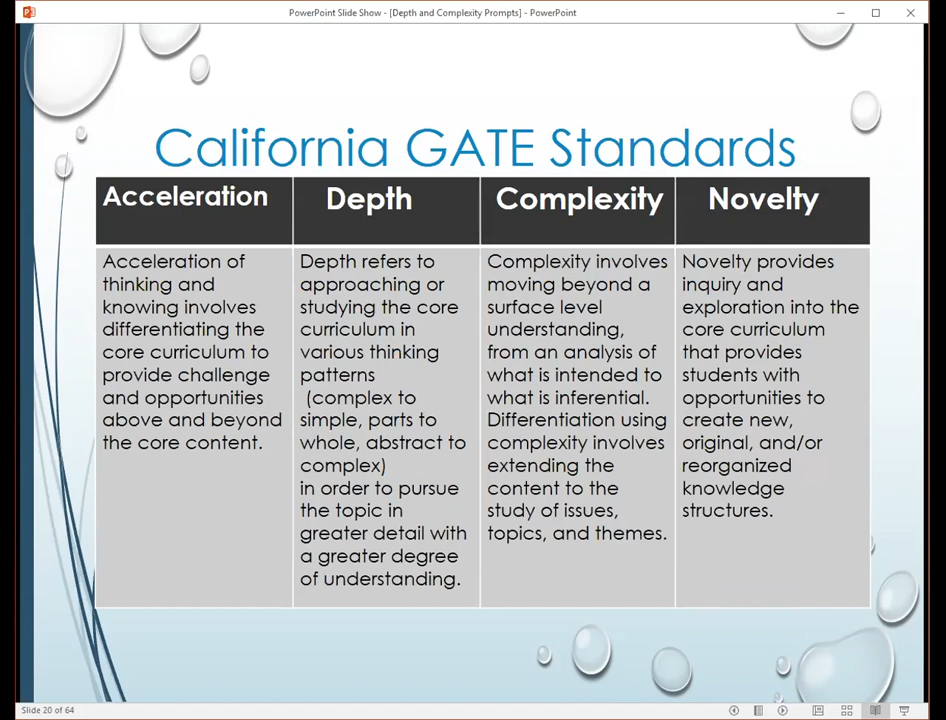 PowerPoint Slide Show - [Depth and Complexity Prompts] - PowerPoint
California GATE Standards
Acceleration
Depth
Complexity
Novelty
Acceleration of
thinking and
knowing involves
differentiating the
core curriculum to
provide challenge
and opportunities
above and beyond
the core content.
Depth refers to
approaching or
studying the core
curriculum in
various thinking
patterns
(complex to
simple, parts to
whole, abstract to
complex)
in order to pursue
the topic in
greater detail with
a greater degree
of understanding.
Complexity involves
moving beyond a
surface level
understanding,
from an analysis of
what is intended to
what is inferential.
Differentiation using
complexity involves
extending the
content to the
study of issues,
topics, and themes.
Novelty provides
inquiry and
exploration into the
core curriculum
that provides
students with
opportunities to
create new,
original, and/or
reorganized
knowledge
structures.
Slide 20 of 64